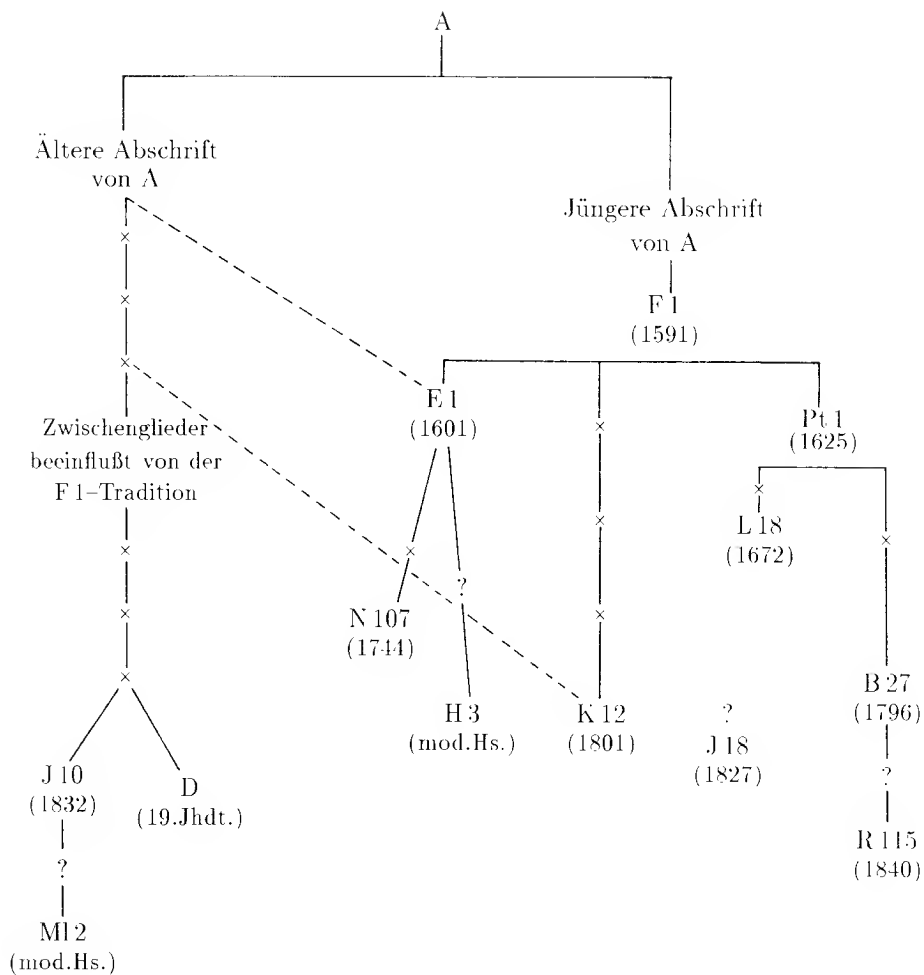 A
Ältere Abschrift
von A
Jüngere Abschrift
von A
F 1
(1591)
E 1
(1601)
Pt 1
(1625)
Zwischenglieder
beeinflußt von der
F 1–Tradition
L 18
(1672)
?
N 107
(1744)
H 3
(mod.Hs.)
K 12
(1801)
?
J 18
(1827)
B 27
(1796)
J 10
(1832)
D
(19.Jhdt.)
?
R 115
(1840)
?
Ml 2
(mod.Hs.)